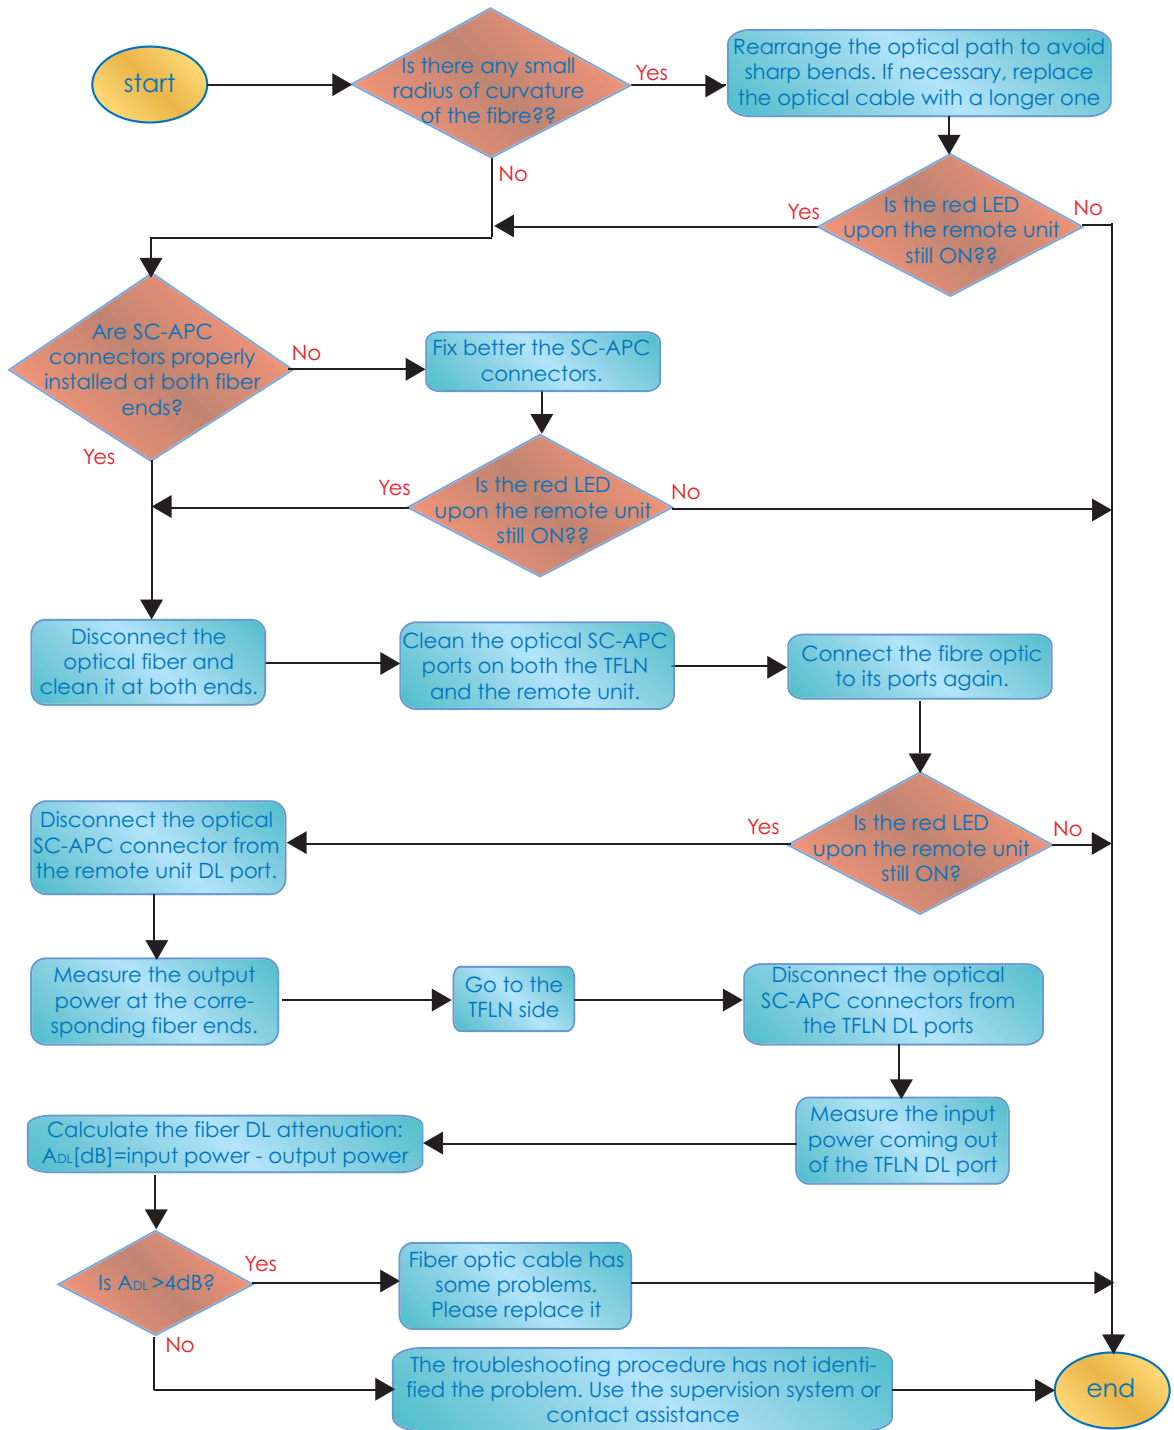 start
Is there any small
radius of curvature
of the fibre??
Yes
Rearrange the optical path to avoid
sharp bends. If necessary, replace
the optical cable with a longer one
No
Is the red LED
upon the remote unit
still ON??
Yes
No
Are SC-APC
connectors properly
installed at both fiber
ends?
No
Fix better the SC-APC
connectors.
Yes
Is the red LED
upon the remote unit
still ON??
Yes
No
Disconnect the
optical fiber and
clean it at both ends.
Clean the optical SC-APC
ports on both the TFLN
and the remote unit.
Connect the fibre optic
to its ports again.
Is the red LED
upon the remote unit
still ON?
Yes
No
Disconnect the optical
SC-APC connector from
the remote unit DL port.
Measure the output
power at the corre-
sponding fiber ends.
Go to the
TFLN side
Disconnect the optical
SC-APC connectors from
the TFLN DL ports
Measure the input
power coming out
of the TFLN DL port
Calculate the fiber DL attenuation:
ADL[dB]=input power - output power
Is ADL >4dB?
Yes
Fiber optic cable has
some problems.
Please replace it
No
The troubleshooting procedure has not identi-
fied the problem. Use the supervision system or
contact assistance
end